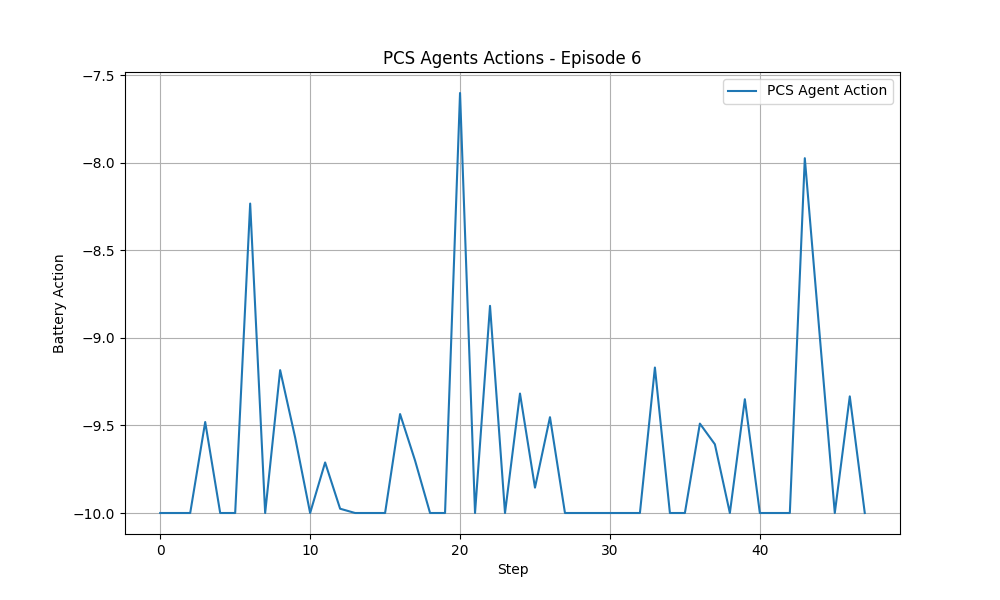 PCS Agents Actions - Episode 6
PCS Agent Action
Battery Action
−7.5
−8.0
−8.5
−9.0
−9.5
−10.0
0 10 20 30 40
Step